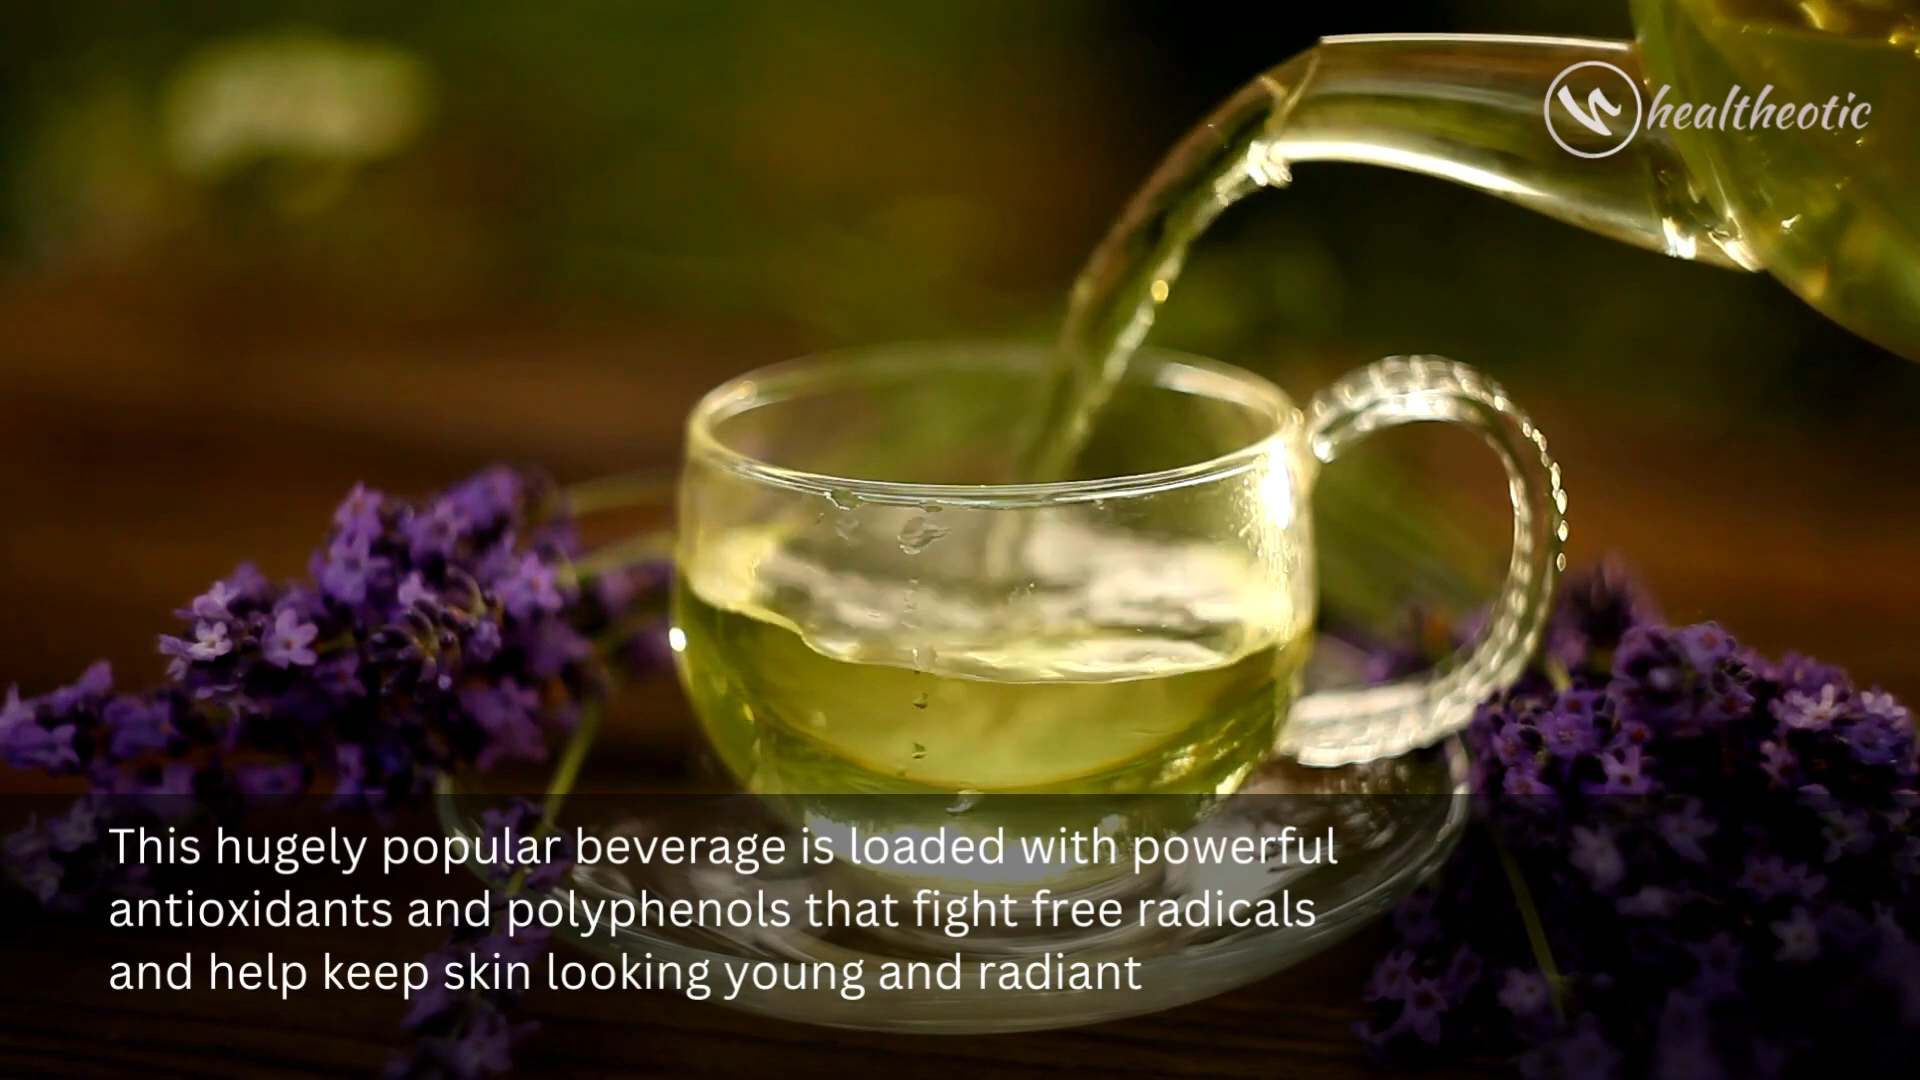 healtheotic
This hugely popular beverage is loaded with powerful
antioxidants and polyphenols that fight free radicals
and help keep skin looking young and radiant